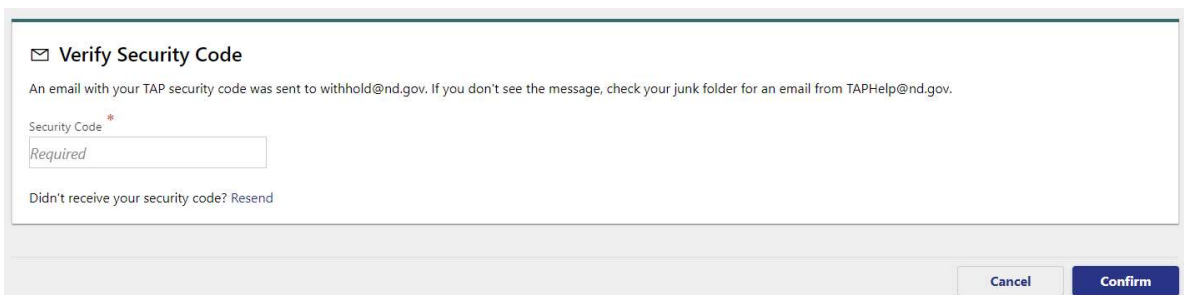 Verify Security Code
An email with your TAP security code was sent to withhold@nd.gov. If you don't see the message, check your junk folder for an email from TAPHelp@nd.gov.
Security Code *
Required
Didn't receive your security code? Resend
Cancel Confirm